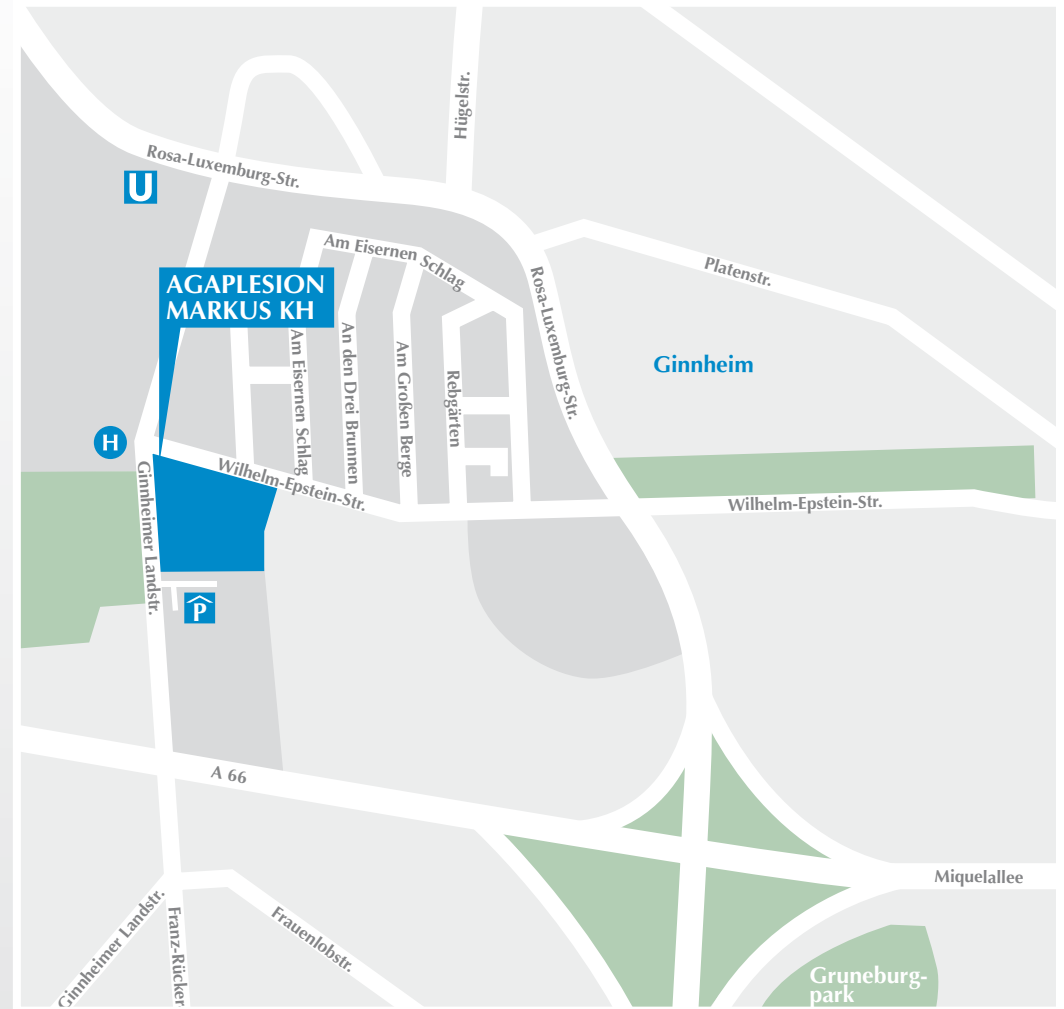 Hügelstr.
Rosa-Luxemburg-Str.
U
Am Eisernen Schlag
Platenstr.
AGAPLESION
MARKUS KH
Rosa-Luxemburg-Str.
Ginnheim
Am Eisernen Schlag
An den Drei Brunnen
Am Großen Berge
Rebgärten
H
Wilhelm-Epstein-Str.
Wilhelm-Epstein-Str.
Ginnheimer Landstr.
P
A 66
Miquelallee
Ginnheimer Landstr.
Franz-Rücker
Frauenlobstr.
Gruneburg-
park